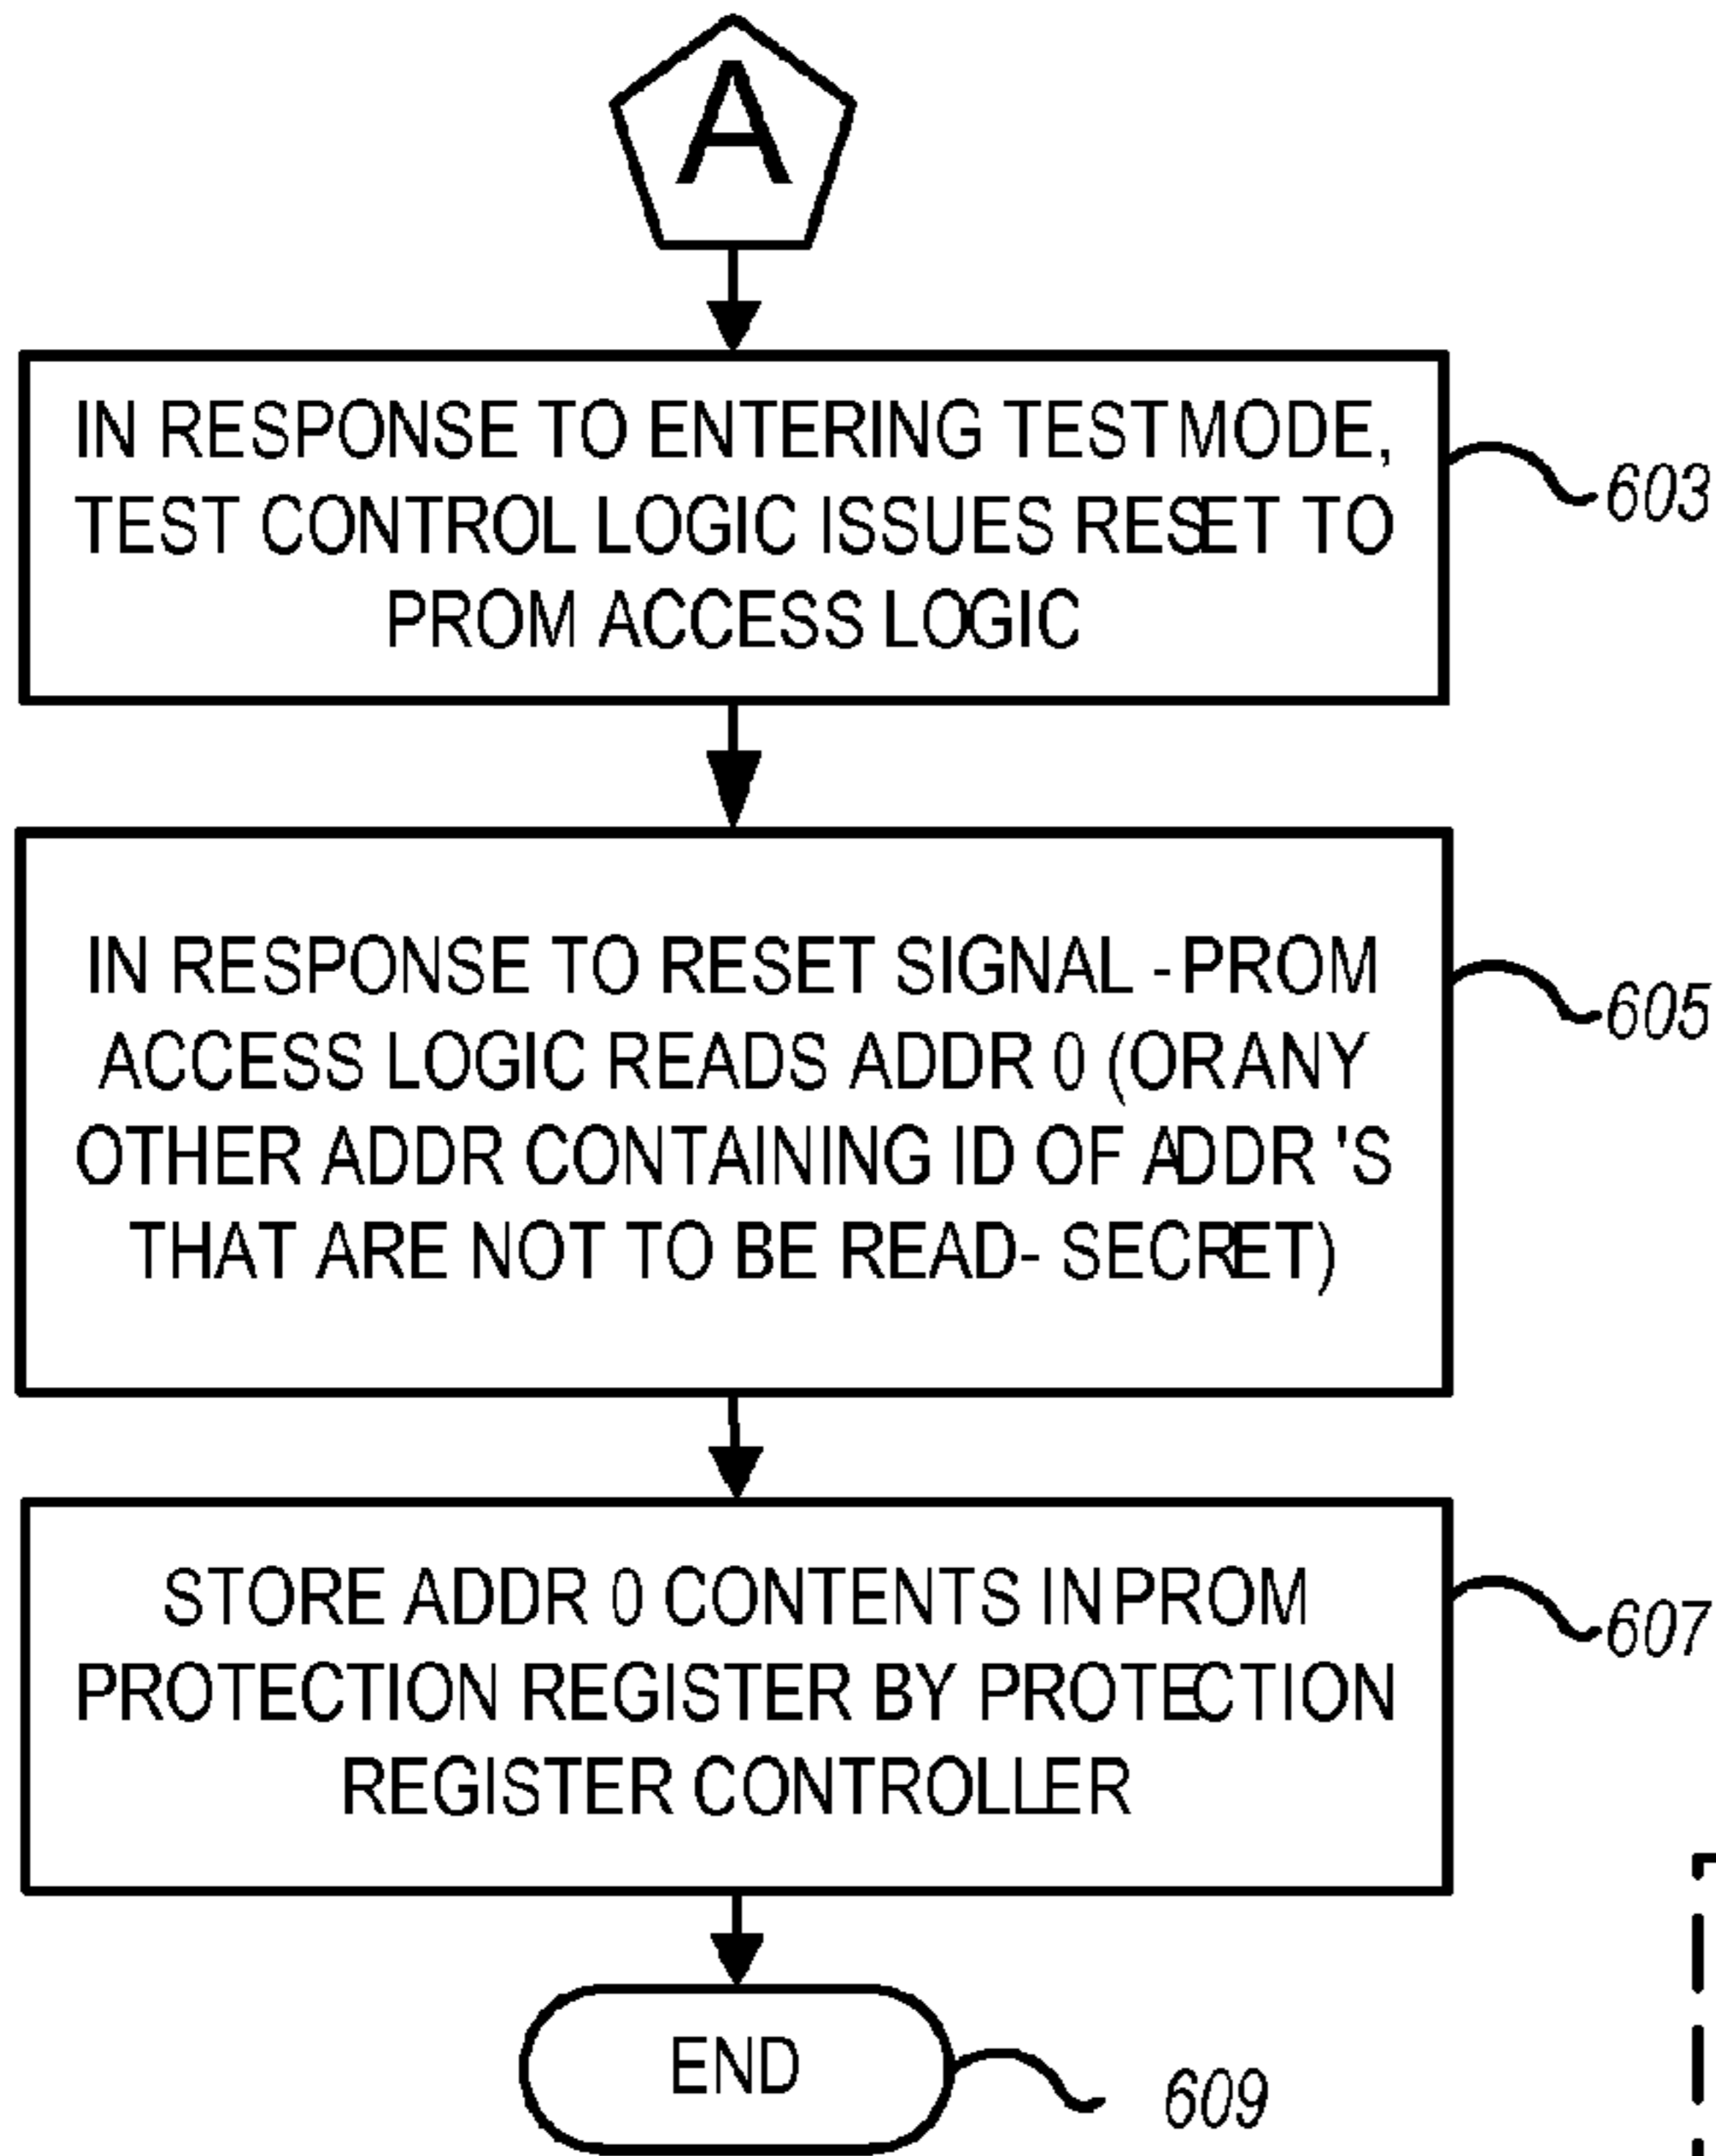 A
IN RESPONSE TO ENTERING TEST MODE,
TEST CONTROL LOGIC ISSUES RESET TO
PROM ACCESS LOGIC
603
IN RESPONSE TO RESET SIGNAL - PROM
ACCESS LOGIC READS ADDR 0 (OR ANY
OTHER ADDR CONTAINING ID OF ADDR 'S
THAT ARE NOT TO BE READ- SECRET)
605
STORE ADDR 0 CONTENTS IN PROM
PROTECTION REGISTER BY PROTECTION
REGISTER CONTROLLER
607
END
609